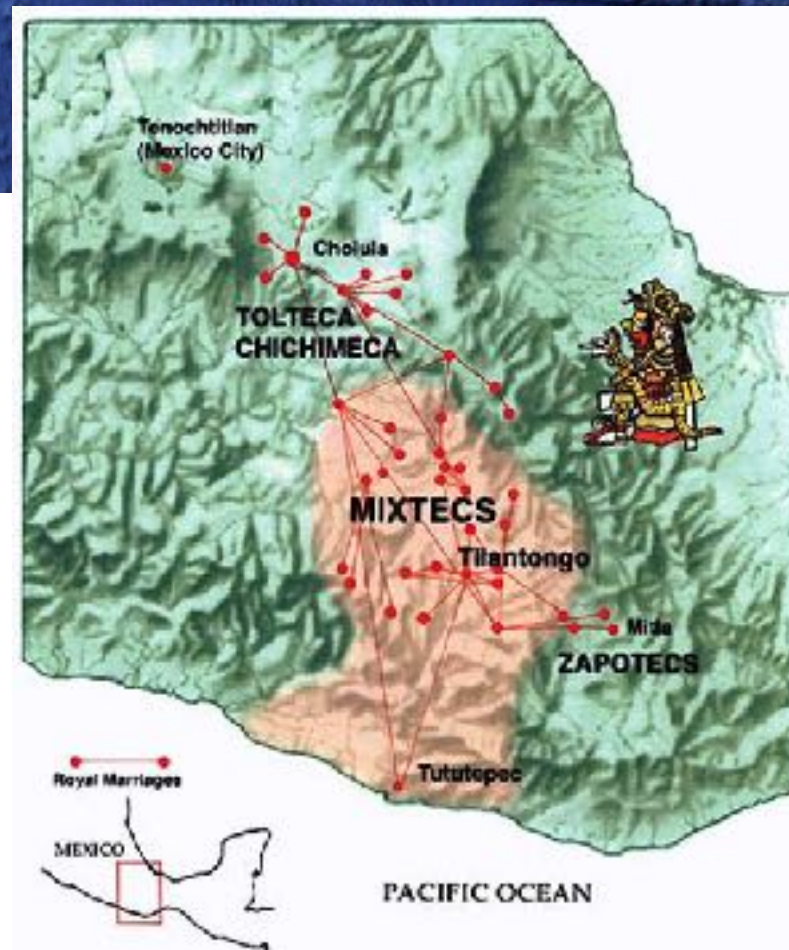 Tenochtitlan
(Mexico City)
Cholula
TOLTECA
CHICHIMECA
MIXTECS
Tilantongo
Mitla
ZAPOTECS
Tututepec
Royal Marriages
MEXICO
PACIFIC OCEAN